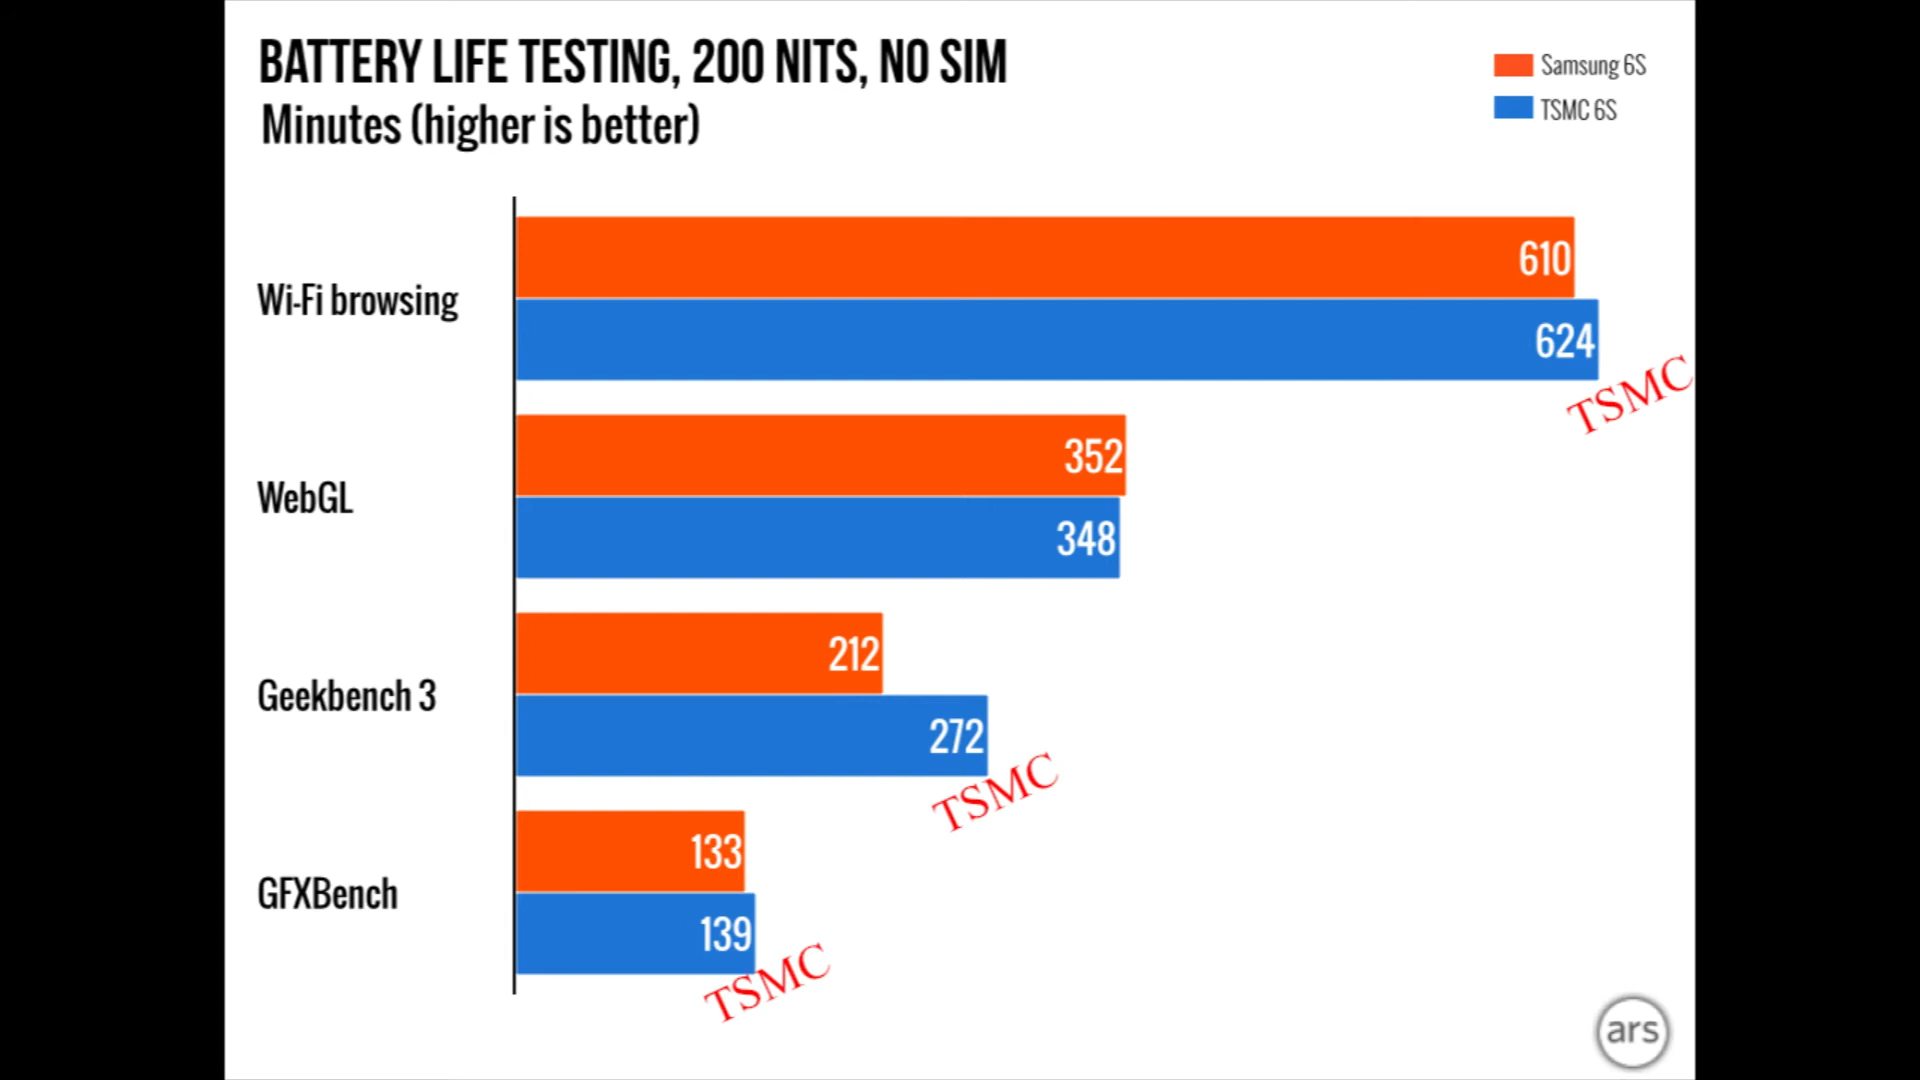 BATTERY LIFE TESTING, 200 NITS, NO SIM
Minutes (higher is better)
Samsung 6S
TSMC 6S
Wi-Fi browsing
610
624
TSMC
WebGL
352
348
Geekbench 3
212
272
TSMC
GFXBench
133
139
TSMC
ars